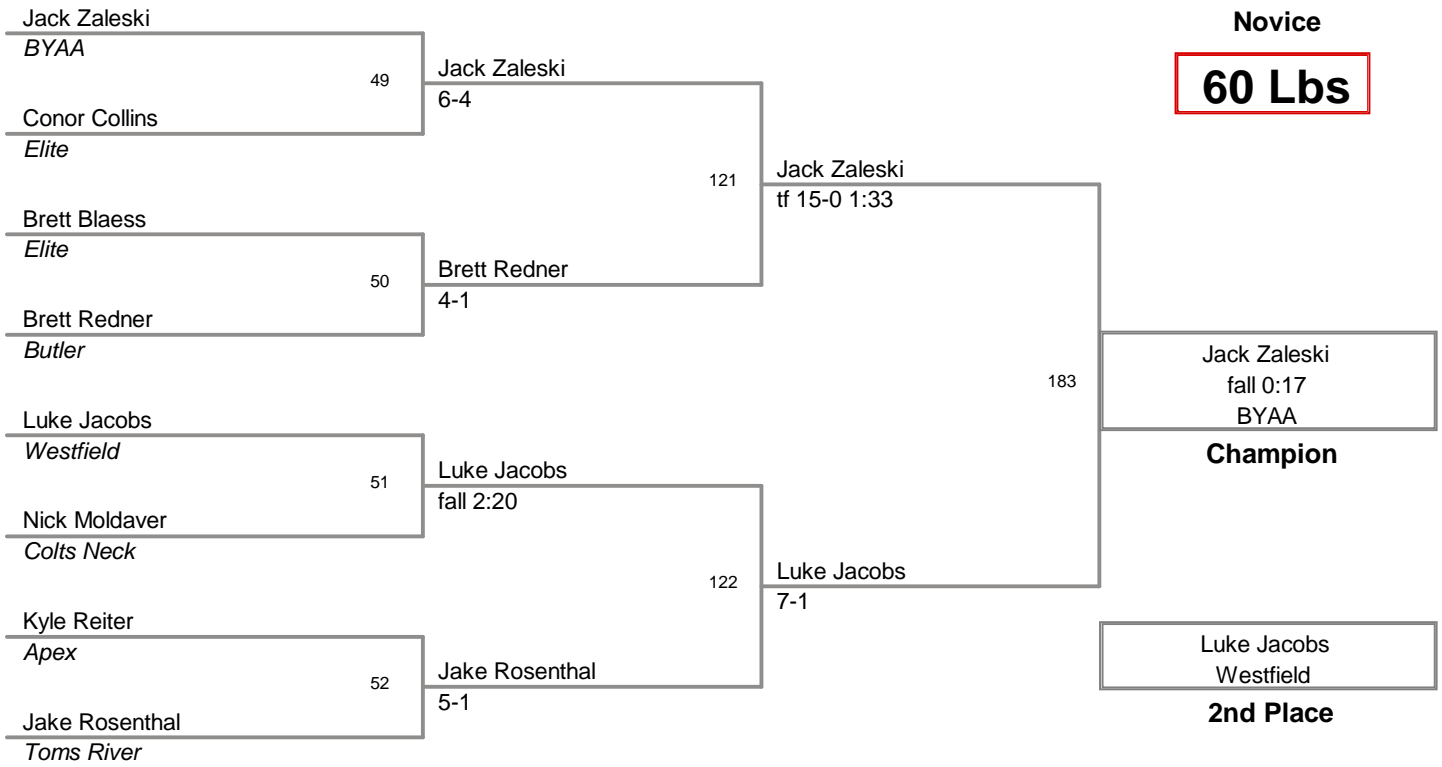 Jack Zaleski
BYAA
49
Conor Collins
Elite
Brett Blaess
Elite
50
Brett Redner
Butler
Luke Jacobs
Westfield
51
Nick Moldaver
Colts Neck
Kyle Reiter
Apex
52
Jake Rosenthal
Toms River
Jack Zaleski
6-4
121
Brett Redner
4-1
Luke Jacobs
fall 2:20
122
Jake Rosenthal
5-1
Jack Zaleski
tf 15-0 1:33
183
Luke Jacobs
7-1
Novice
60 Lbs
Jack Zaleski
fall 0:17
BYAA
Champion
Luke Jacobs
Westfield
2nd Place